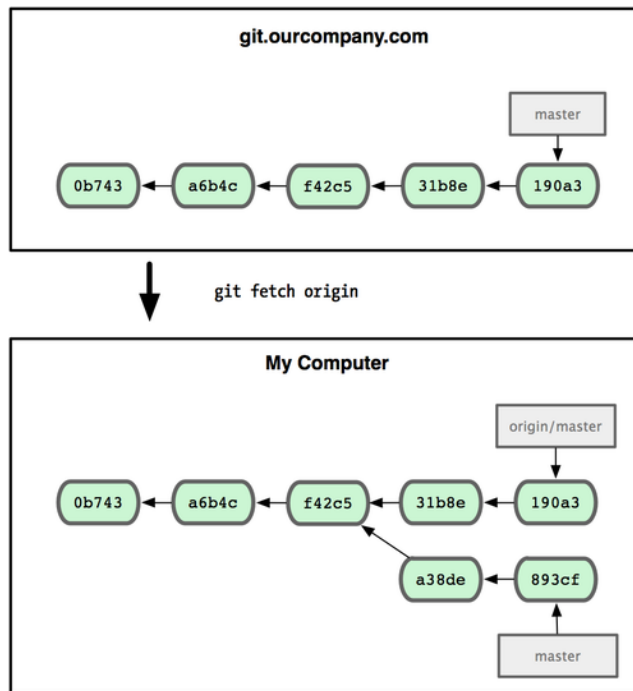 git.ourcompany.com
master
0b743 a6b4c f42c5 31b8e 190a3
git fetch origin
My Computer
origin/master
0b743 a6b4c f42c5 31b8e 190a3
a38de 893cf
master